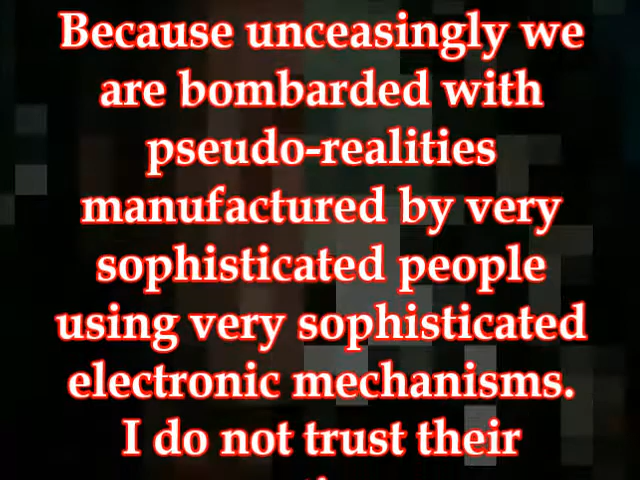 Because unceasingly we
are bombarded with
pseudo-realities
manufactured by very
sophisticated people
using very sophisticated
electronic mechanisms.
I do not trust their